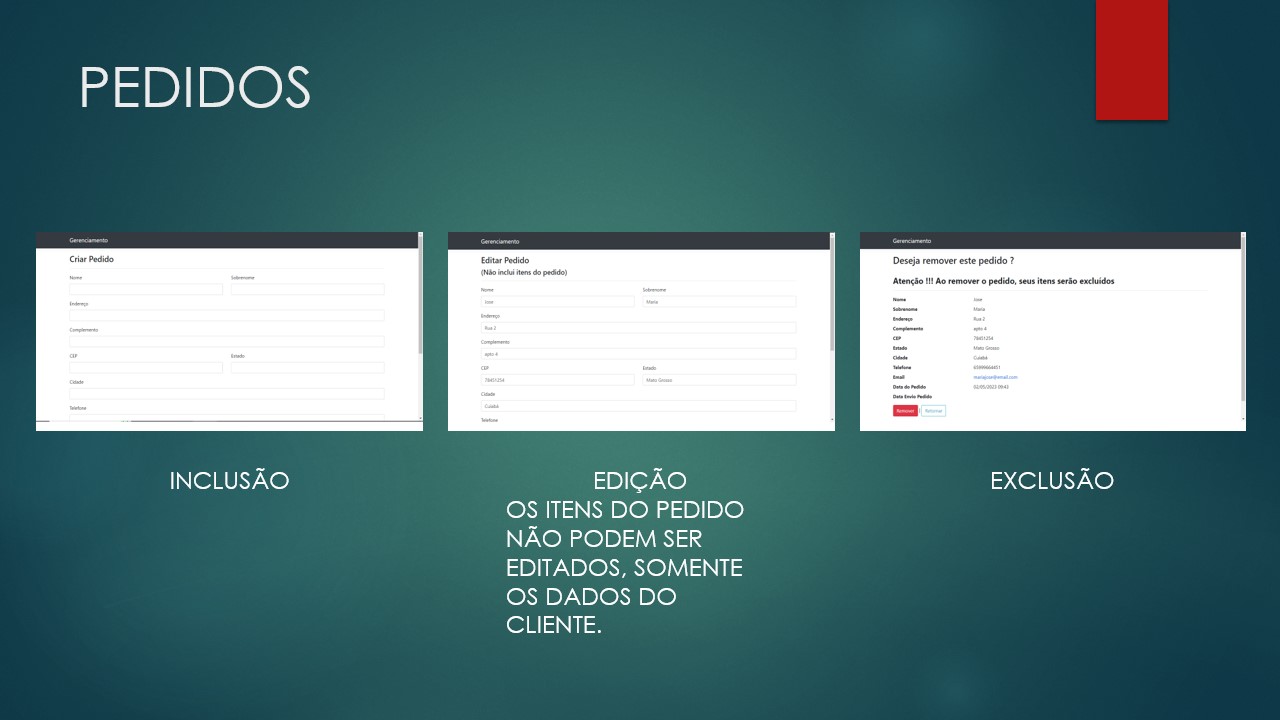 PEDIDOS
Gerenciamento
Criar Pedido
Nome Sobrenome
Endereço
Complemento
CEP Estado
Cidade
Telefone
Gerenciamento
Editar Pedido
(Não inclui itens do pedido)
Nome Sobrenome
Jose Maria
Endereço
Rua 2
Complemento
apto 4
CEP Estado
78451254 Mato Grosso
Cidade
Cuiabá
Telefone
Gerenciamento
Deseja remover este pedido ?
Atenção !!! Ao remover o pedido, seus itens serão excluidos
Nome Jose
Sobrenome Maria
Endereço Rua 2
Complemento apto 4
CEP 78451254
Estado Mato Grosso
Cidade Cuiabá
Telefone 65999664451
Email mariajose@email.com
Data do Pedido 02/05/2023 09:43
Data Envio Pedido
Remover | Retornar
INCLUSÃO
EDIÇÃO
OS ITENS DO PEDIDO
NÃO PODEM SER
EDITADOS, SOMENTE
OS DADOS DO
CLIENTE.
EXCLUSÃO